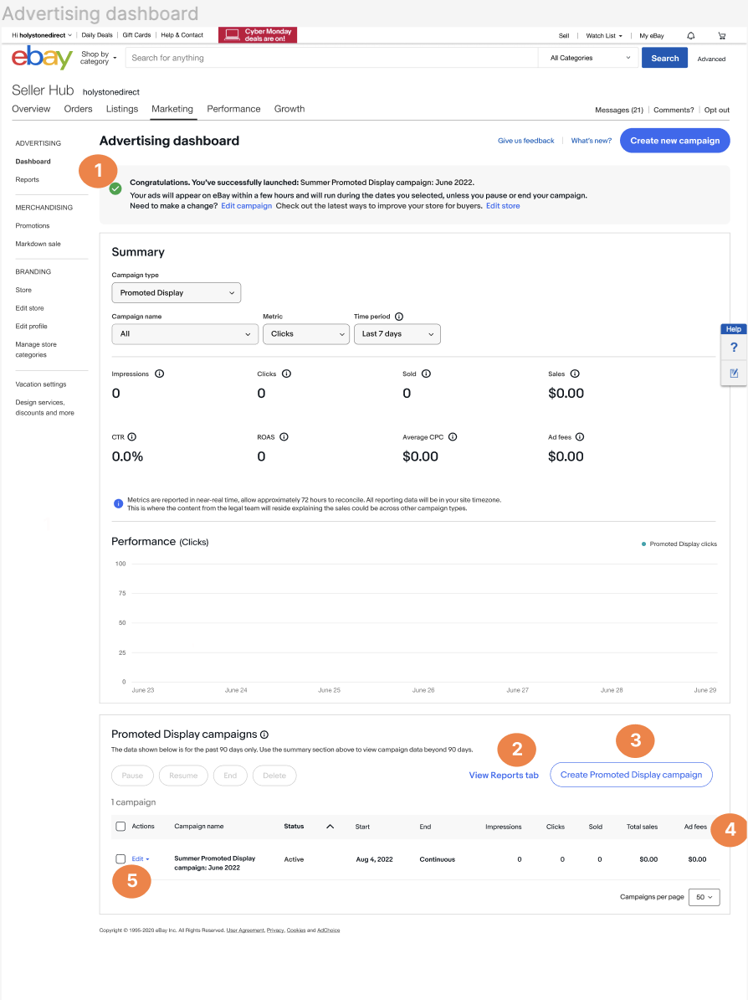 Advertising dashboard
Hi holystonedirect | Daily Deals | Gift Cards | Help & Contact
Cyber Monday
deals are on!
Sell | Watch List | My eBay
ebay
Shop by
category
Search for anything
All Categories
Search
Advanced
Seller Hub holystonedirect
Overview Orders Listings Marketing Performance Growth
Messages (21) | Comments? | Opt out
ADVERTISING
Dashboard
Reports
MERCHANDISING
Promotions
Markdown sale
BRANDING
Store
Edit store
Edit profile
Manage store
categories
Vacation settings
Design services,
discounts and more
Advertising dashboard
Give us feedback | What's new?
Create new campaign
1
Congratulations. You've successfully launched: Summer Promoted Display campaign: June 2022.
Your ads will appear on eBay within a few hours and will run during the dates you selected, unless you pause or end your campaign.
Need to make a change? Edit campaign Check out the latest ways to improve your store for buyers. Edit store
Summary
Campaign type
Promoted Display
Campaign name Metric Time period
All Clicks Last 7 days
Help
?
Impressions Clicks Sold Sales
0 0 0 $0.00
CTR ROAS Average CPC Ad fees
0.0% 0 $0.00 $0.00
Metrics are reported in near-real time, allow approximately 72 hours to reconcile. All reporting data will be in your site timezone.
This is where the content from the legal team will reside explaining the sales could be across other campaign types.
Performance (Clicks)
Promoted Display clicks
100
75
50
25
0
June 23 June 24 June 25 June 26 June 27 June 28 June 29
Promoted Display campaigns
The data shown below is for the past 90 days only. Use the summary section above to view campaign data beyond 90 days.
2
3
Pause Resume End Delete
View Reports tab
Create Promoted Display campaign
1 campaign
Actions Campaign name Status Start End Impressions Clicks Sold Total sales Ad fees
4
Edit Summer Promoted Display Active Aug 4, 2022 Continuous 0 0 0 $0.00 $0.00
campaign: June 2022
5
Campaigns per page 50
Copyright © 1995-2020 eBay Inc. All Rights Reserved. User Agreement, Privacy, Cookies and AdChoice